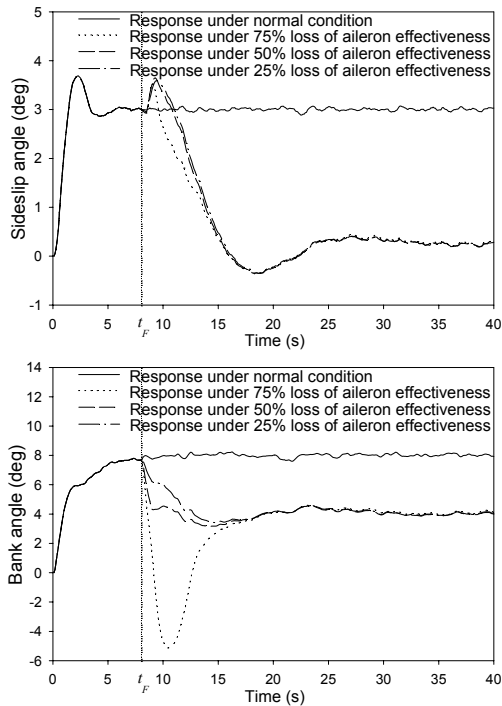 5
4
3
2
1
0
-1
Sideslip angle (deg)
Response under normal condition
Response under 75% loss of aileron effectiveness
Response under 50% loss of aileron effectiveness
Response under 25% loss of aileron effectiveness
0 5 t_F 10 15 20 25 30 35 40
Time (s)
14
12
10
8
6
4
2
0
-2
-4
-6
Bank angle (deg)
Response under normal condition
Response under 75% loss of aileron effectiveness
Response under 50% loss of aileron effectiveness
Response under 25% loss of aileron effectiveness
0 5 t_F 10 15 20 25 30 35 40
Time (s)